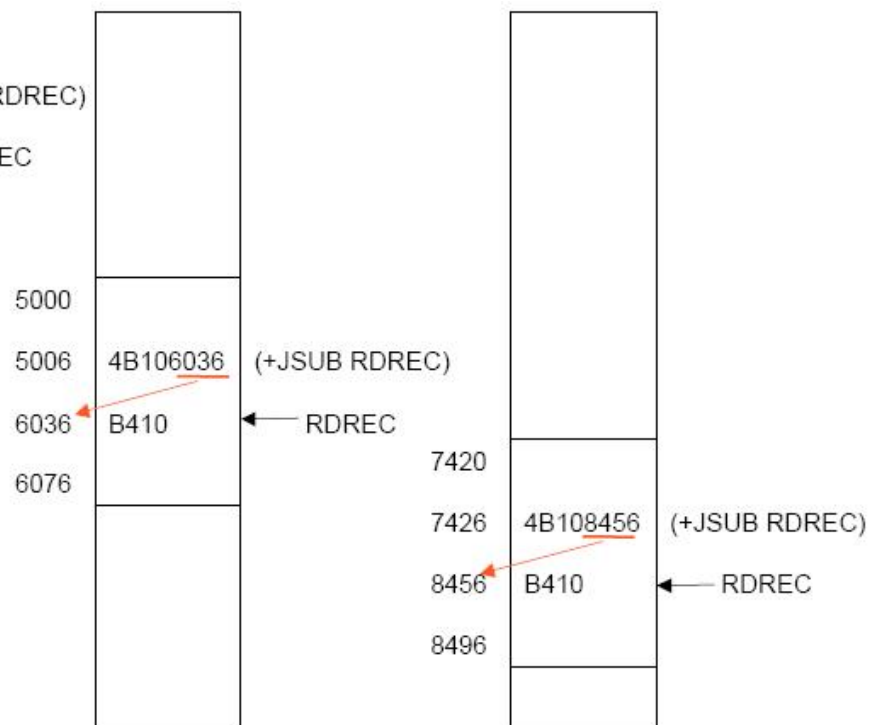 RDREC)
EC
5000
5006 4B106036 (+JSUB RDREC)
6036 B410 RDREC
6076
7420
7426 4B108456 (+JSUB RDREC)
8456 B410 RDREC
8496